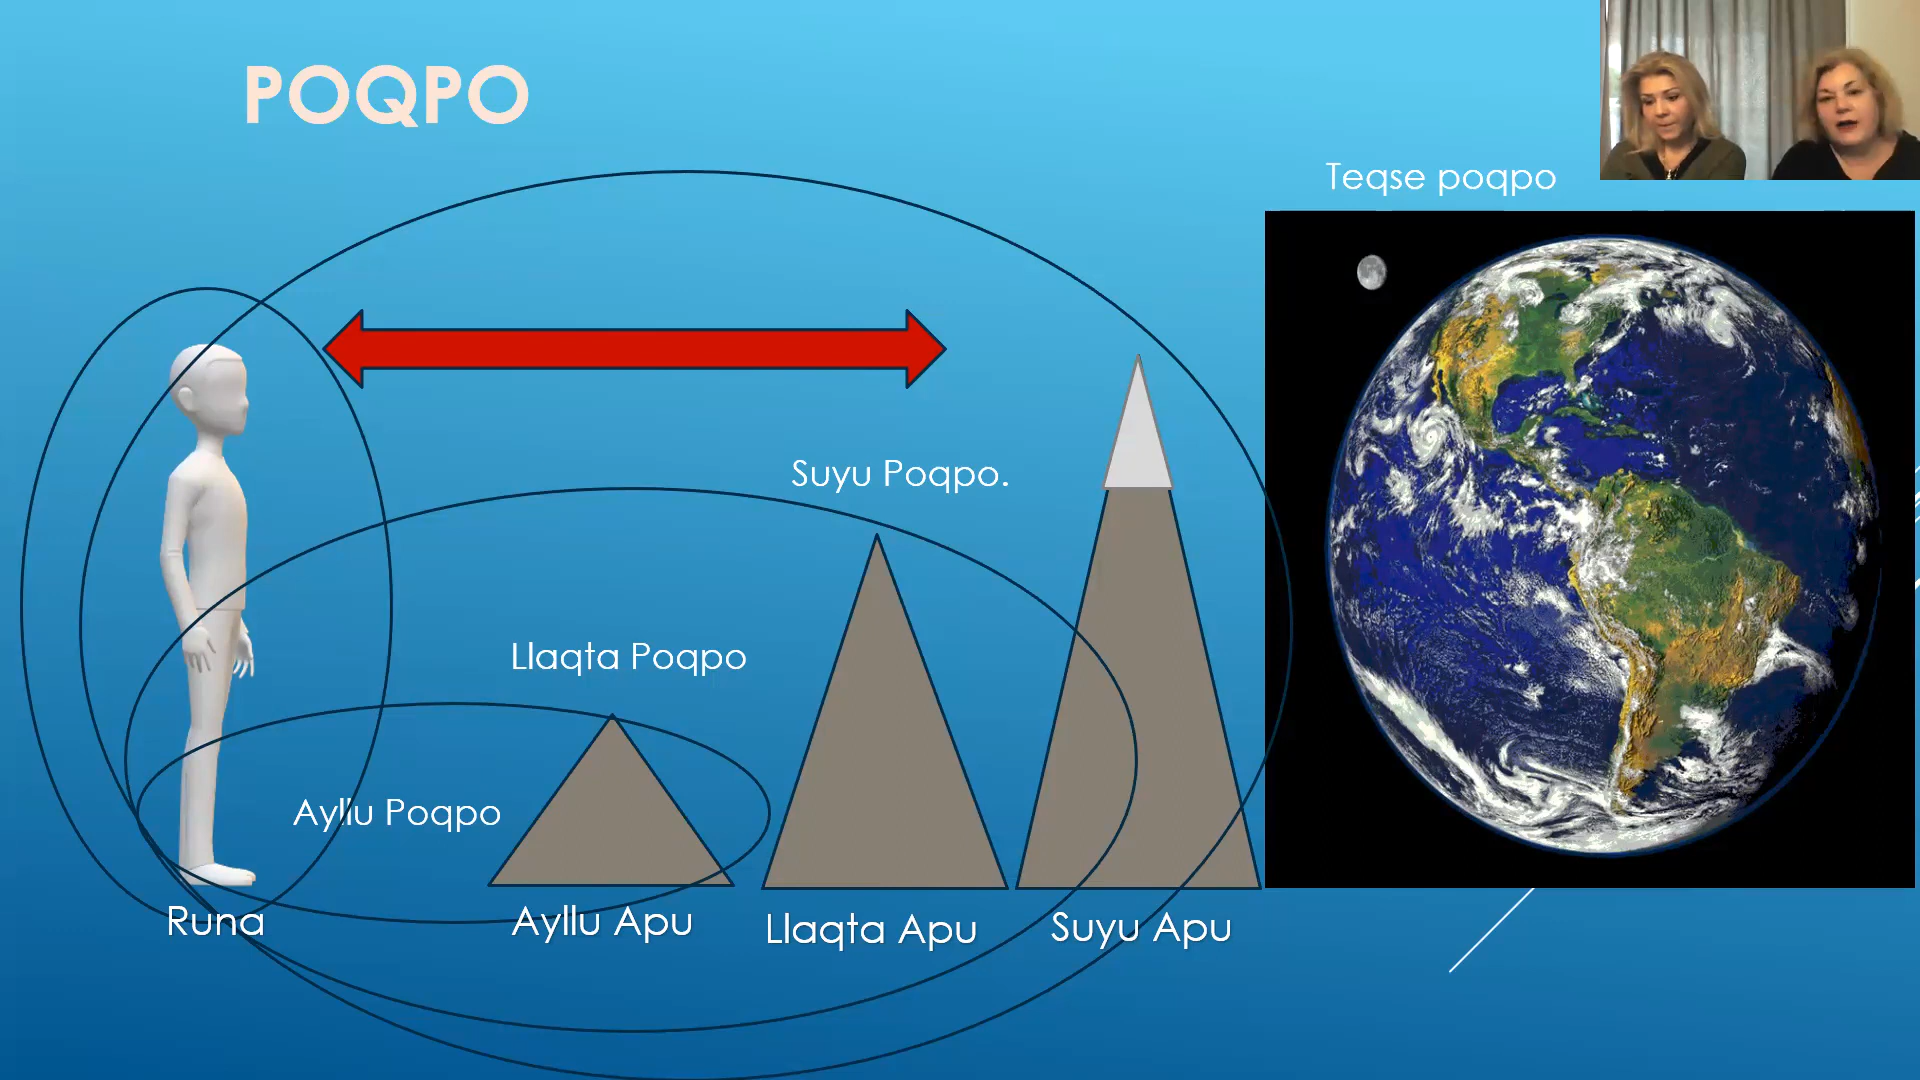 POQPO
Teqse poqpo
Suyu Poqpo.
Llaqta Poqpo
Ayllu Poqpo
Runa
Ayllu Apu
Llaqta Apu
Suyu Apu